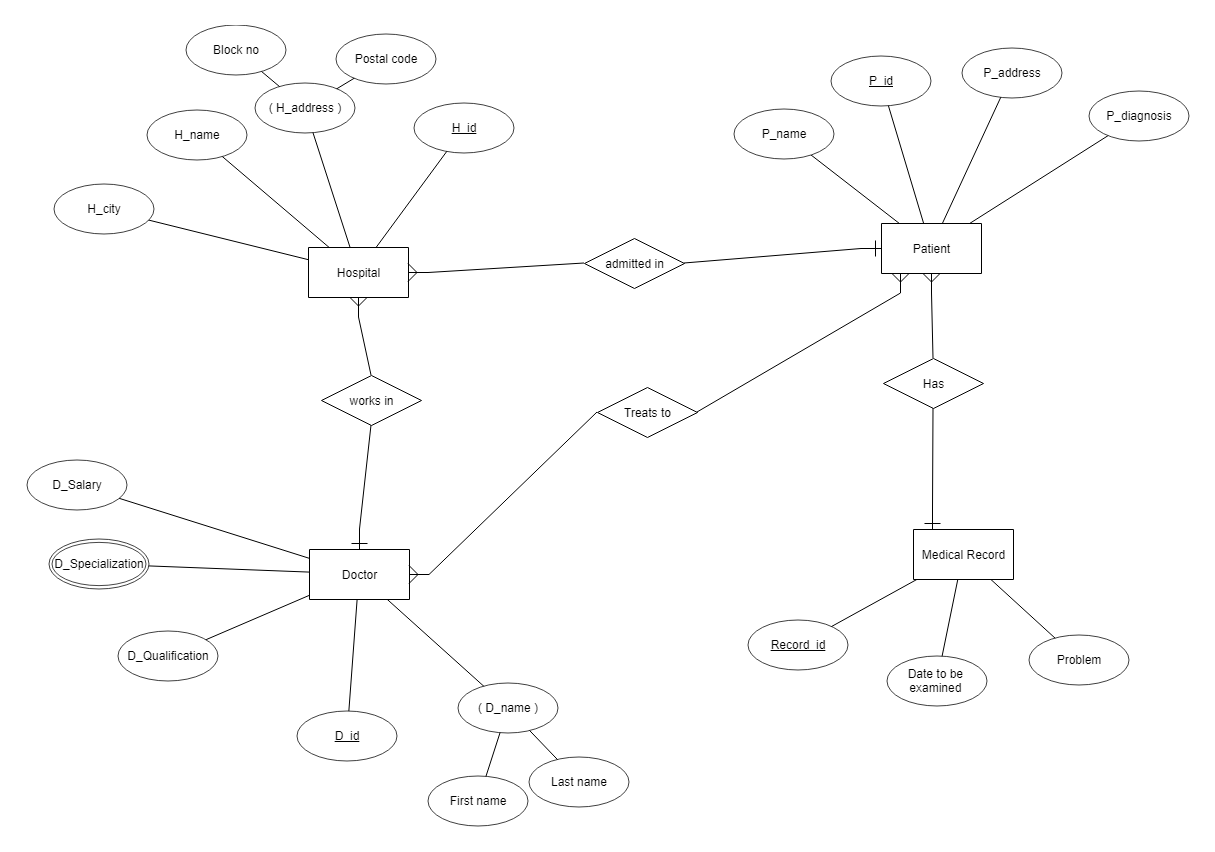 Block no
Postal code
( H_address )
H_name
H_id
H_city
P_id
P_address
P_name
P_diagnosis
Hospital
admitted in
Patient
works in
Treats to
Has
D_Salary
D_Specialization
D_Qualification
Doctor
D_id
( D_name )
First name
Last name
Medical Record
Record_id
Date to be
examined
Problem